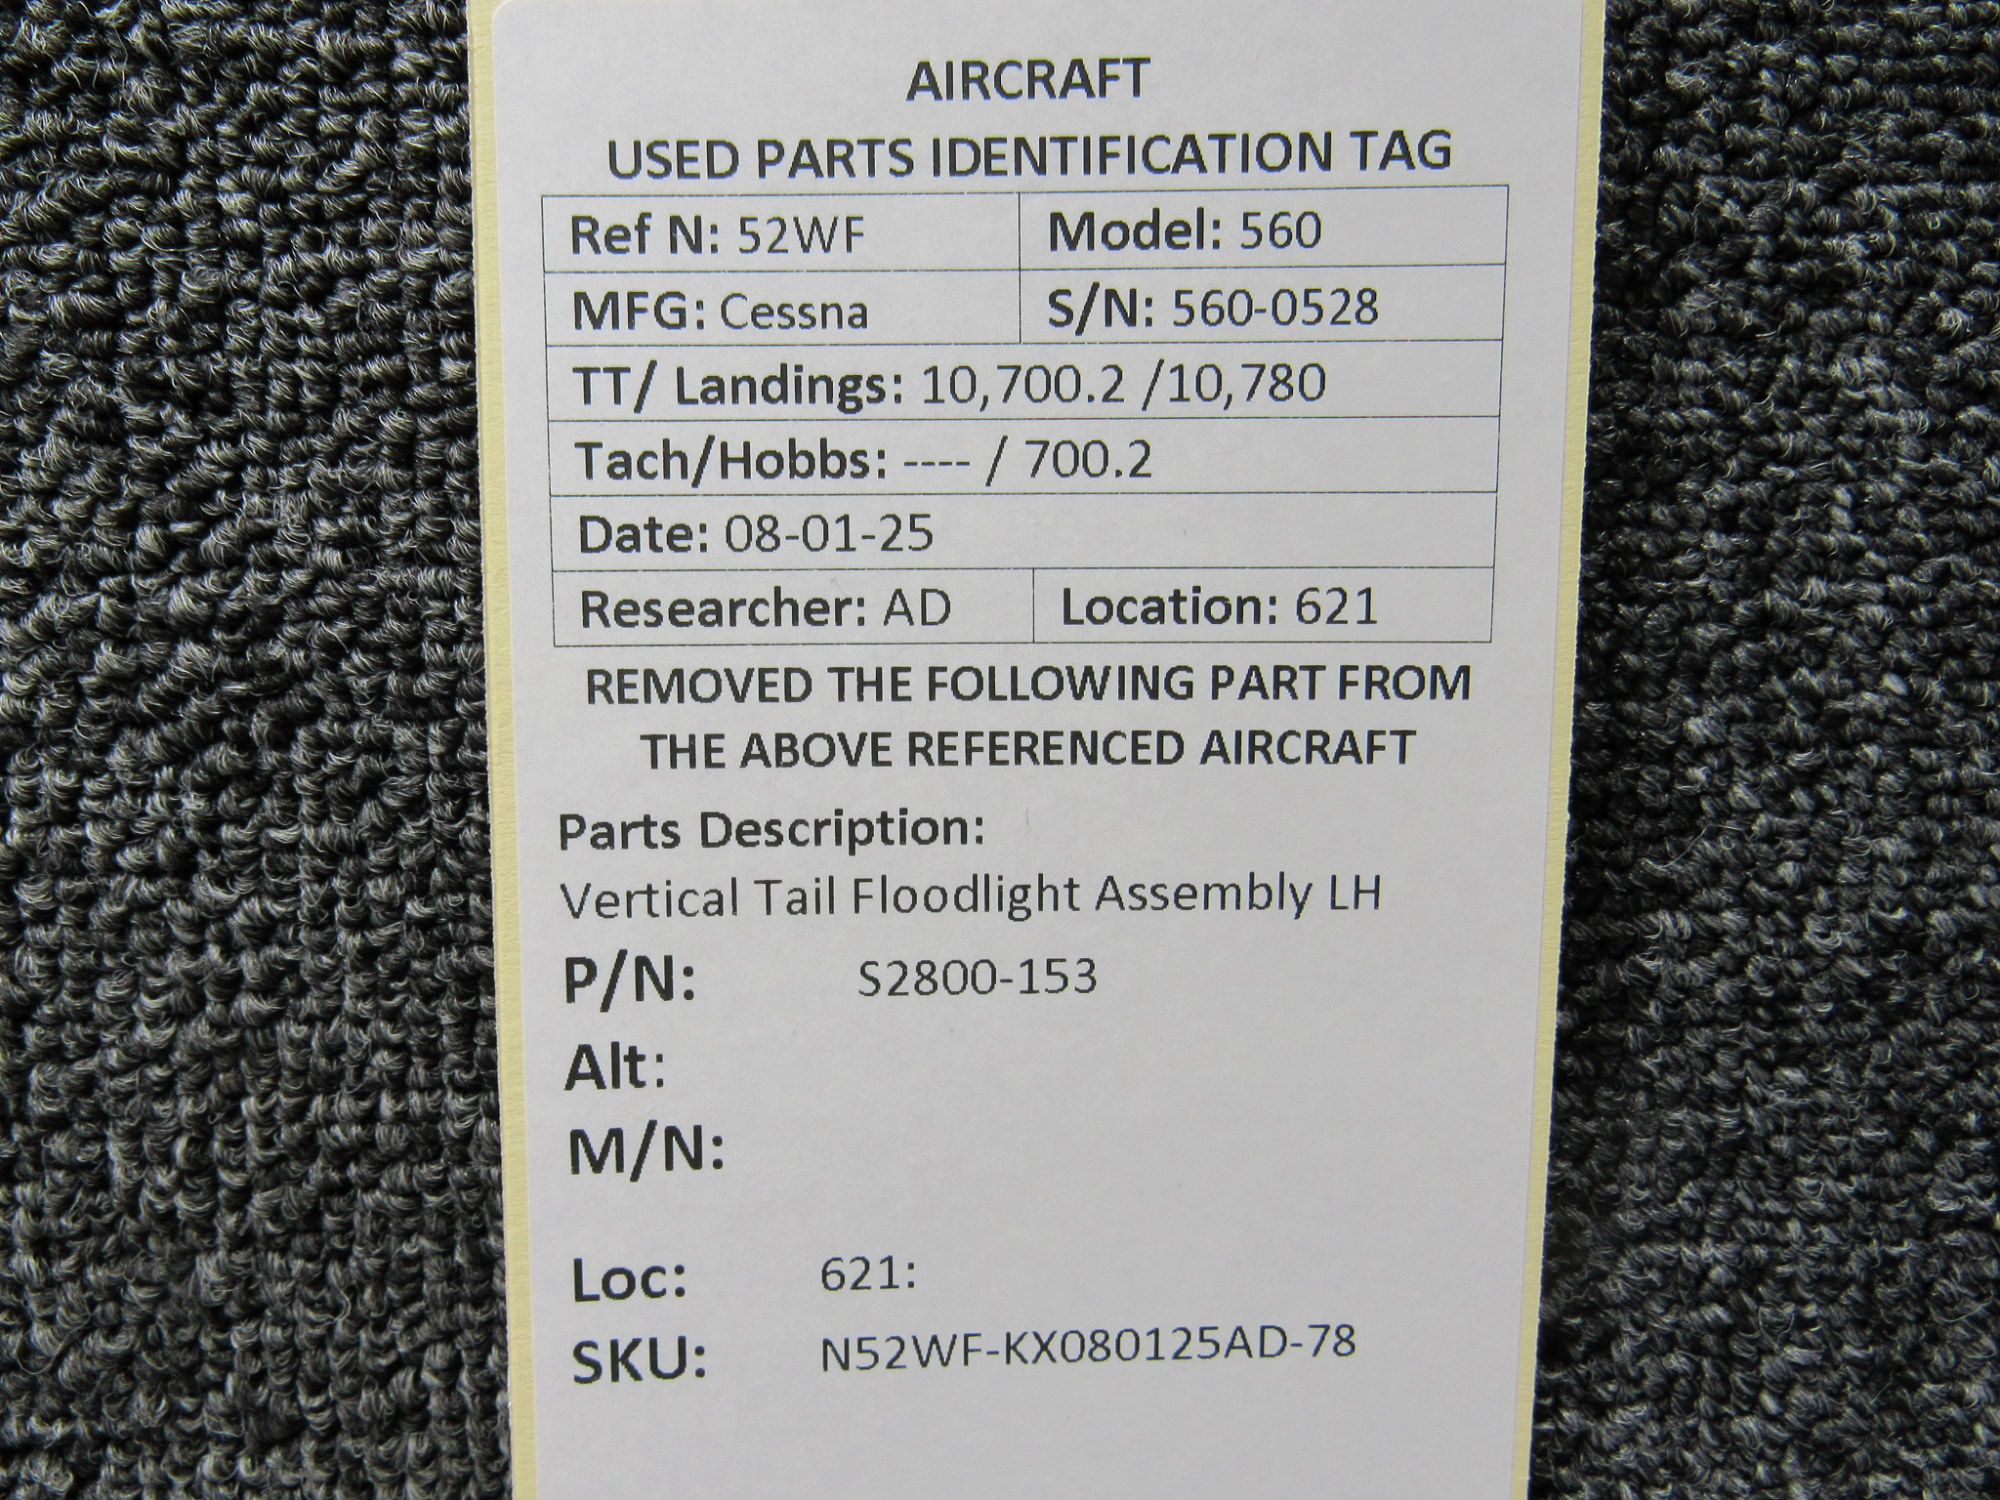 AIRCRAFT
USED PARTS IDENTIFICATION TAG
Ref N: 52WF Model: 560
MFG: Cessna S/N: 560-0528
TT/ Landings: 10,700.2 /10,780
Tach/Hobbs: ---- / 700.2
Date: 08-01-25
Researcher: AD Location: 621
REMOVED THE FOLLOWING PART FROM
THE ABOVE REFERENCED AIRCRAFT
Parts Description:
Vertical Tail Floodlight Assembly LH
P/N: S2800-153
Alt:
M/N:
Loc: 621:
SKU: N52WF-KX080125AD-78